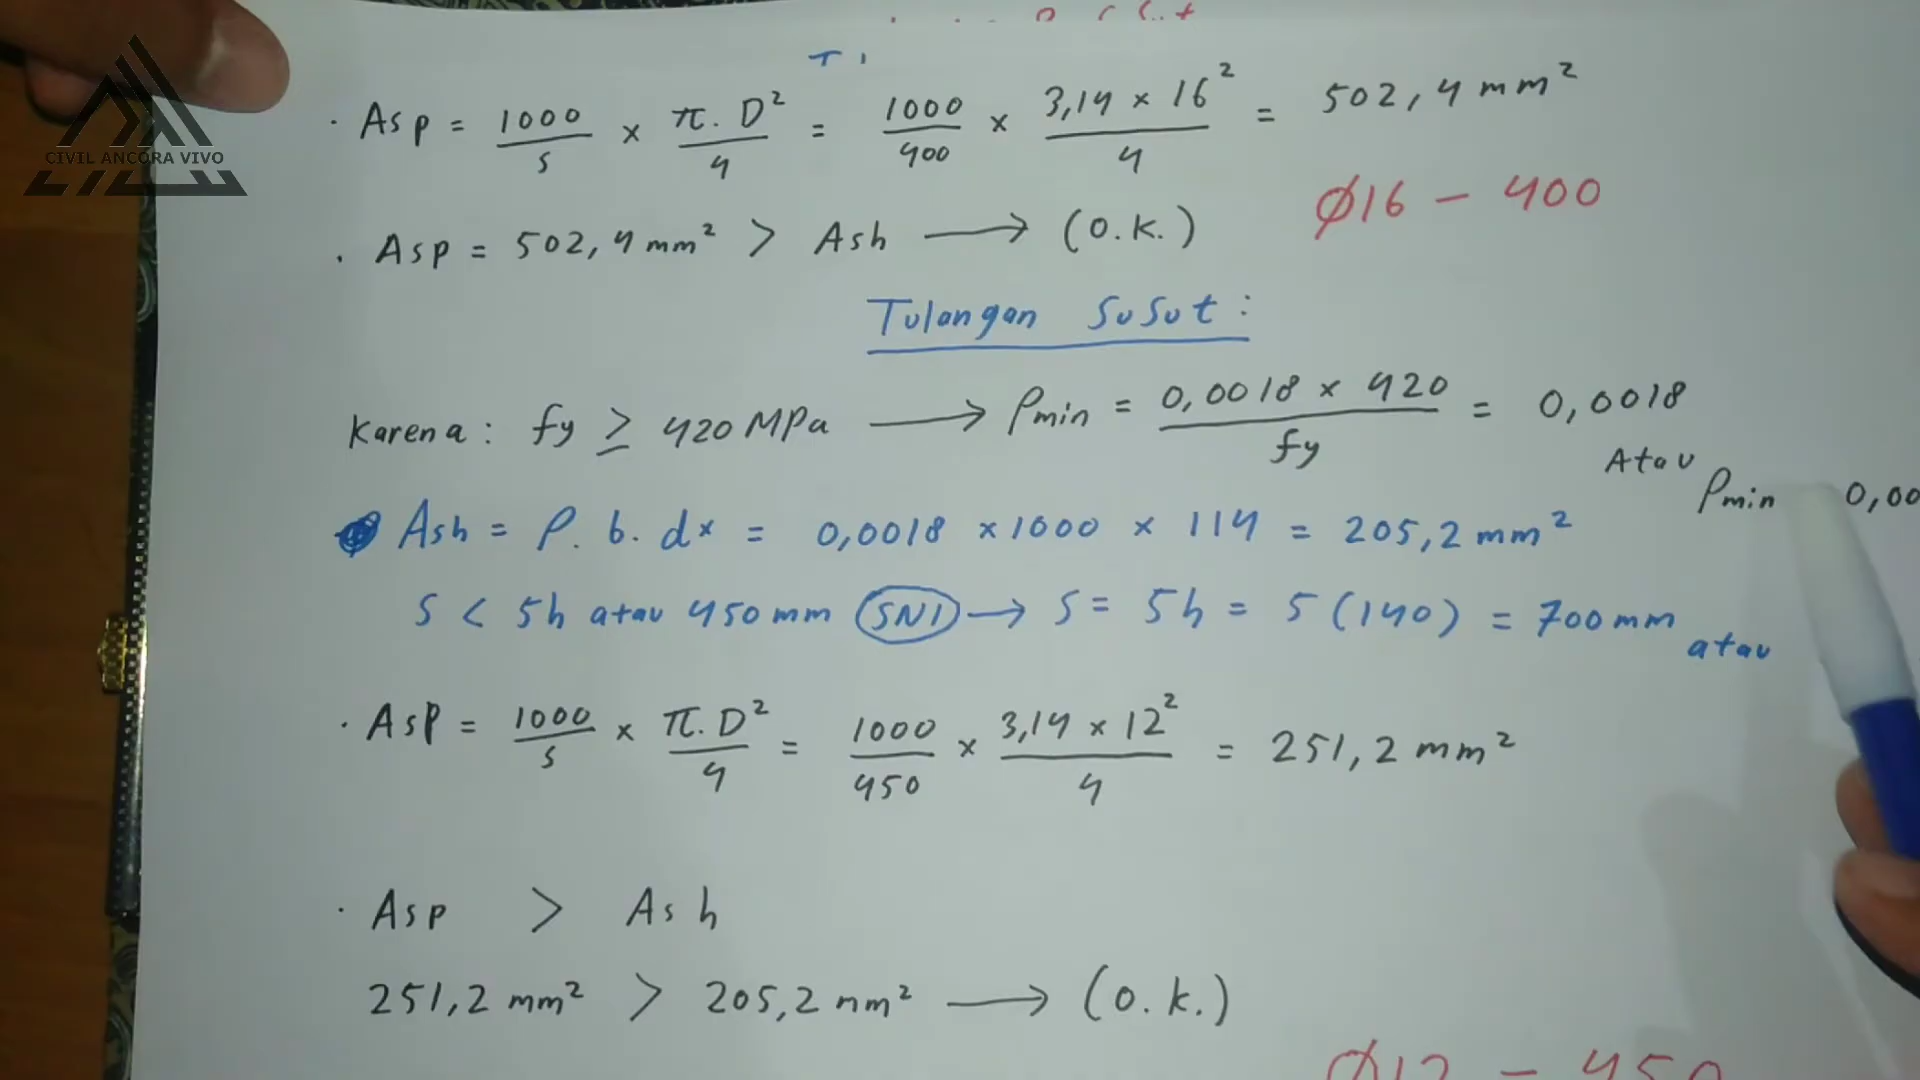 CIVIL ANCORA VIVO
. Asp = 1000/s × π. D²/4 = 1000/400 × 3,14 × 16²/4 = 502,4 mm²
Ø16 - 400
. Asp = 502,4 mm² > Ash → (O.K.)
Tulangan Susut :
Karena : fy ≥ 420 MPa → ρmin = 0,0018 × 420/fy = 0,0018
Atau
ρmin 0,00
Ash = ρ. b. dx = 0,0018 × 1000 × 114 = 205,2 mm²
S < 5h atau 450 mm SNI → S = 5h = 5 (140) = 700 mm
atau
. Asp = 1000/s × π. D²/4 = 1000/450 × 3,14 × 12²/4 = 251,2 mm²
. Asp > Ash
251,2 mm² > 205,2 mm² → (O.K.)
Ø12 - 450